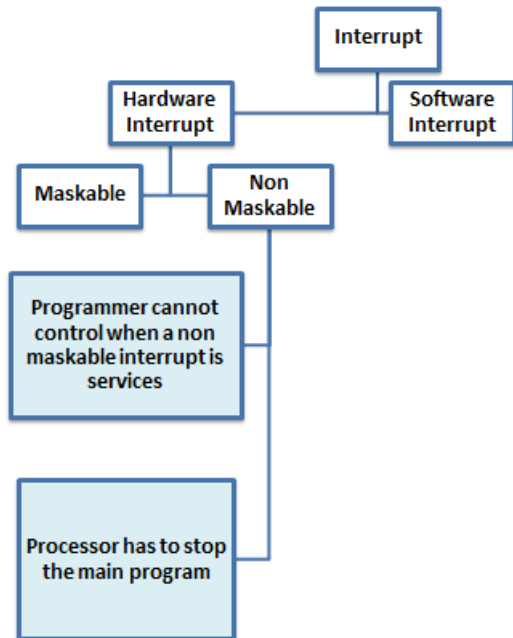 Interrupt
Hardware
Interrupt
Software
Interrupt
Maskable
Non
Maskable
Programmer cannot
control when a non
maskable interrupt is
services
Processor has to stop
the main program